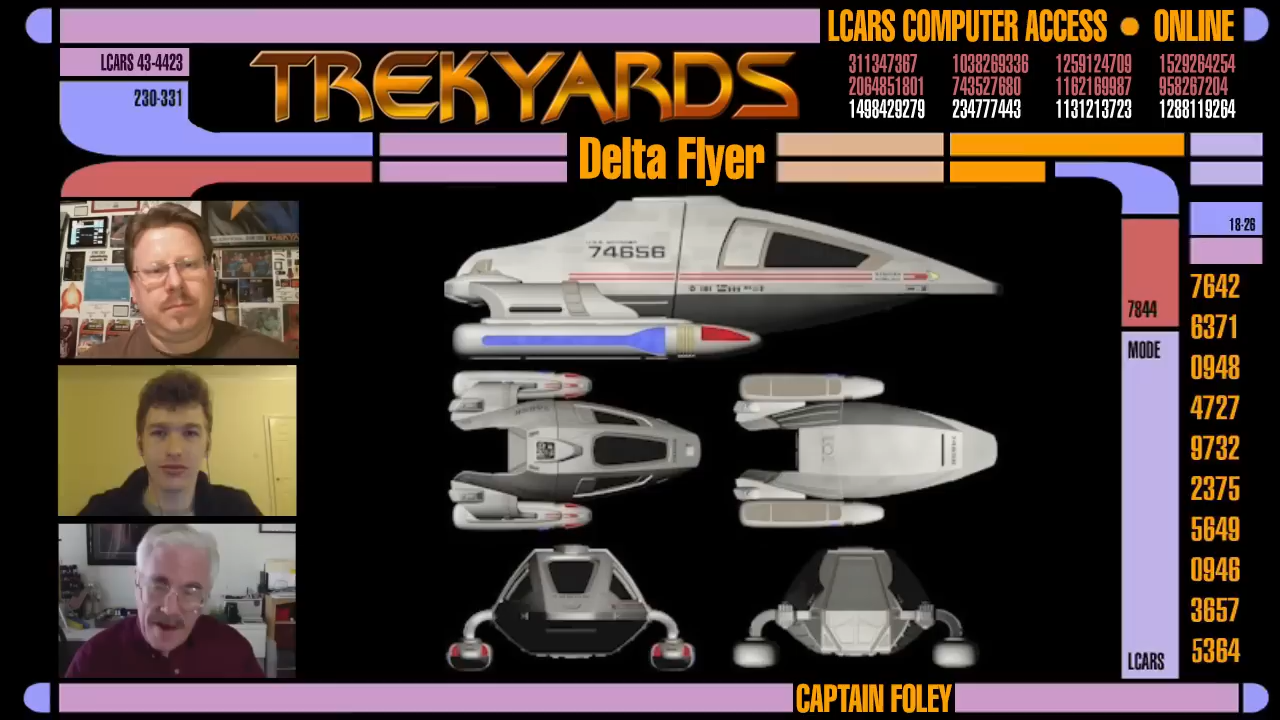 LCARS COMPUTER ACCESS • ONLINE
LCARS 43-4423
230-331
TREKYARDS
311347367 1038269336 1259124709 1529264254
2064851801 743527680 1162169987 958267204
1498429279 234777443 1131213723 1288119264
Delta Flyer
18-26
7844
MODE
LCARS
7642
6371
0948
4727
9732
2375
5649
0946
3657
5364
74656
TREKYARD
CAPTAIN FOLEY